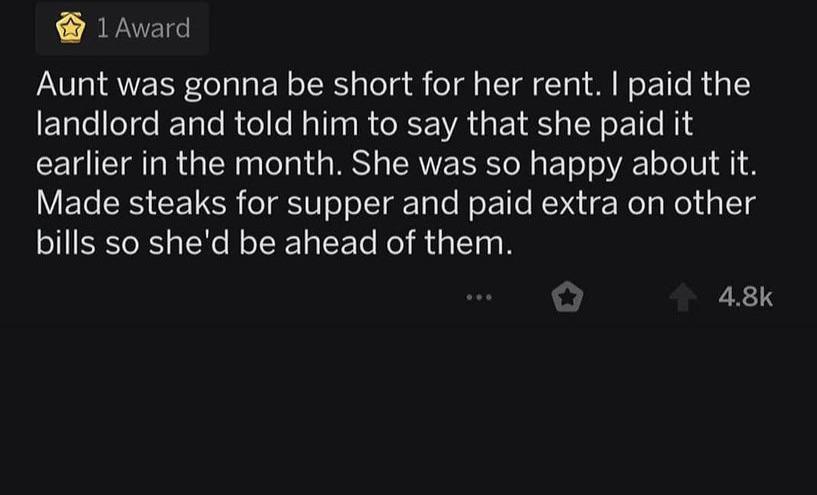 1 Award
Aunt was gonna be short for her rent. I paid the
landlord and told him to say that she paid it
earlier in the month. She was so happy about it.
Made steaks for supper and paid extra on other
bills so she'd be ahead of them.
4.8k